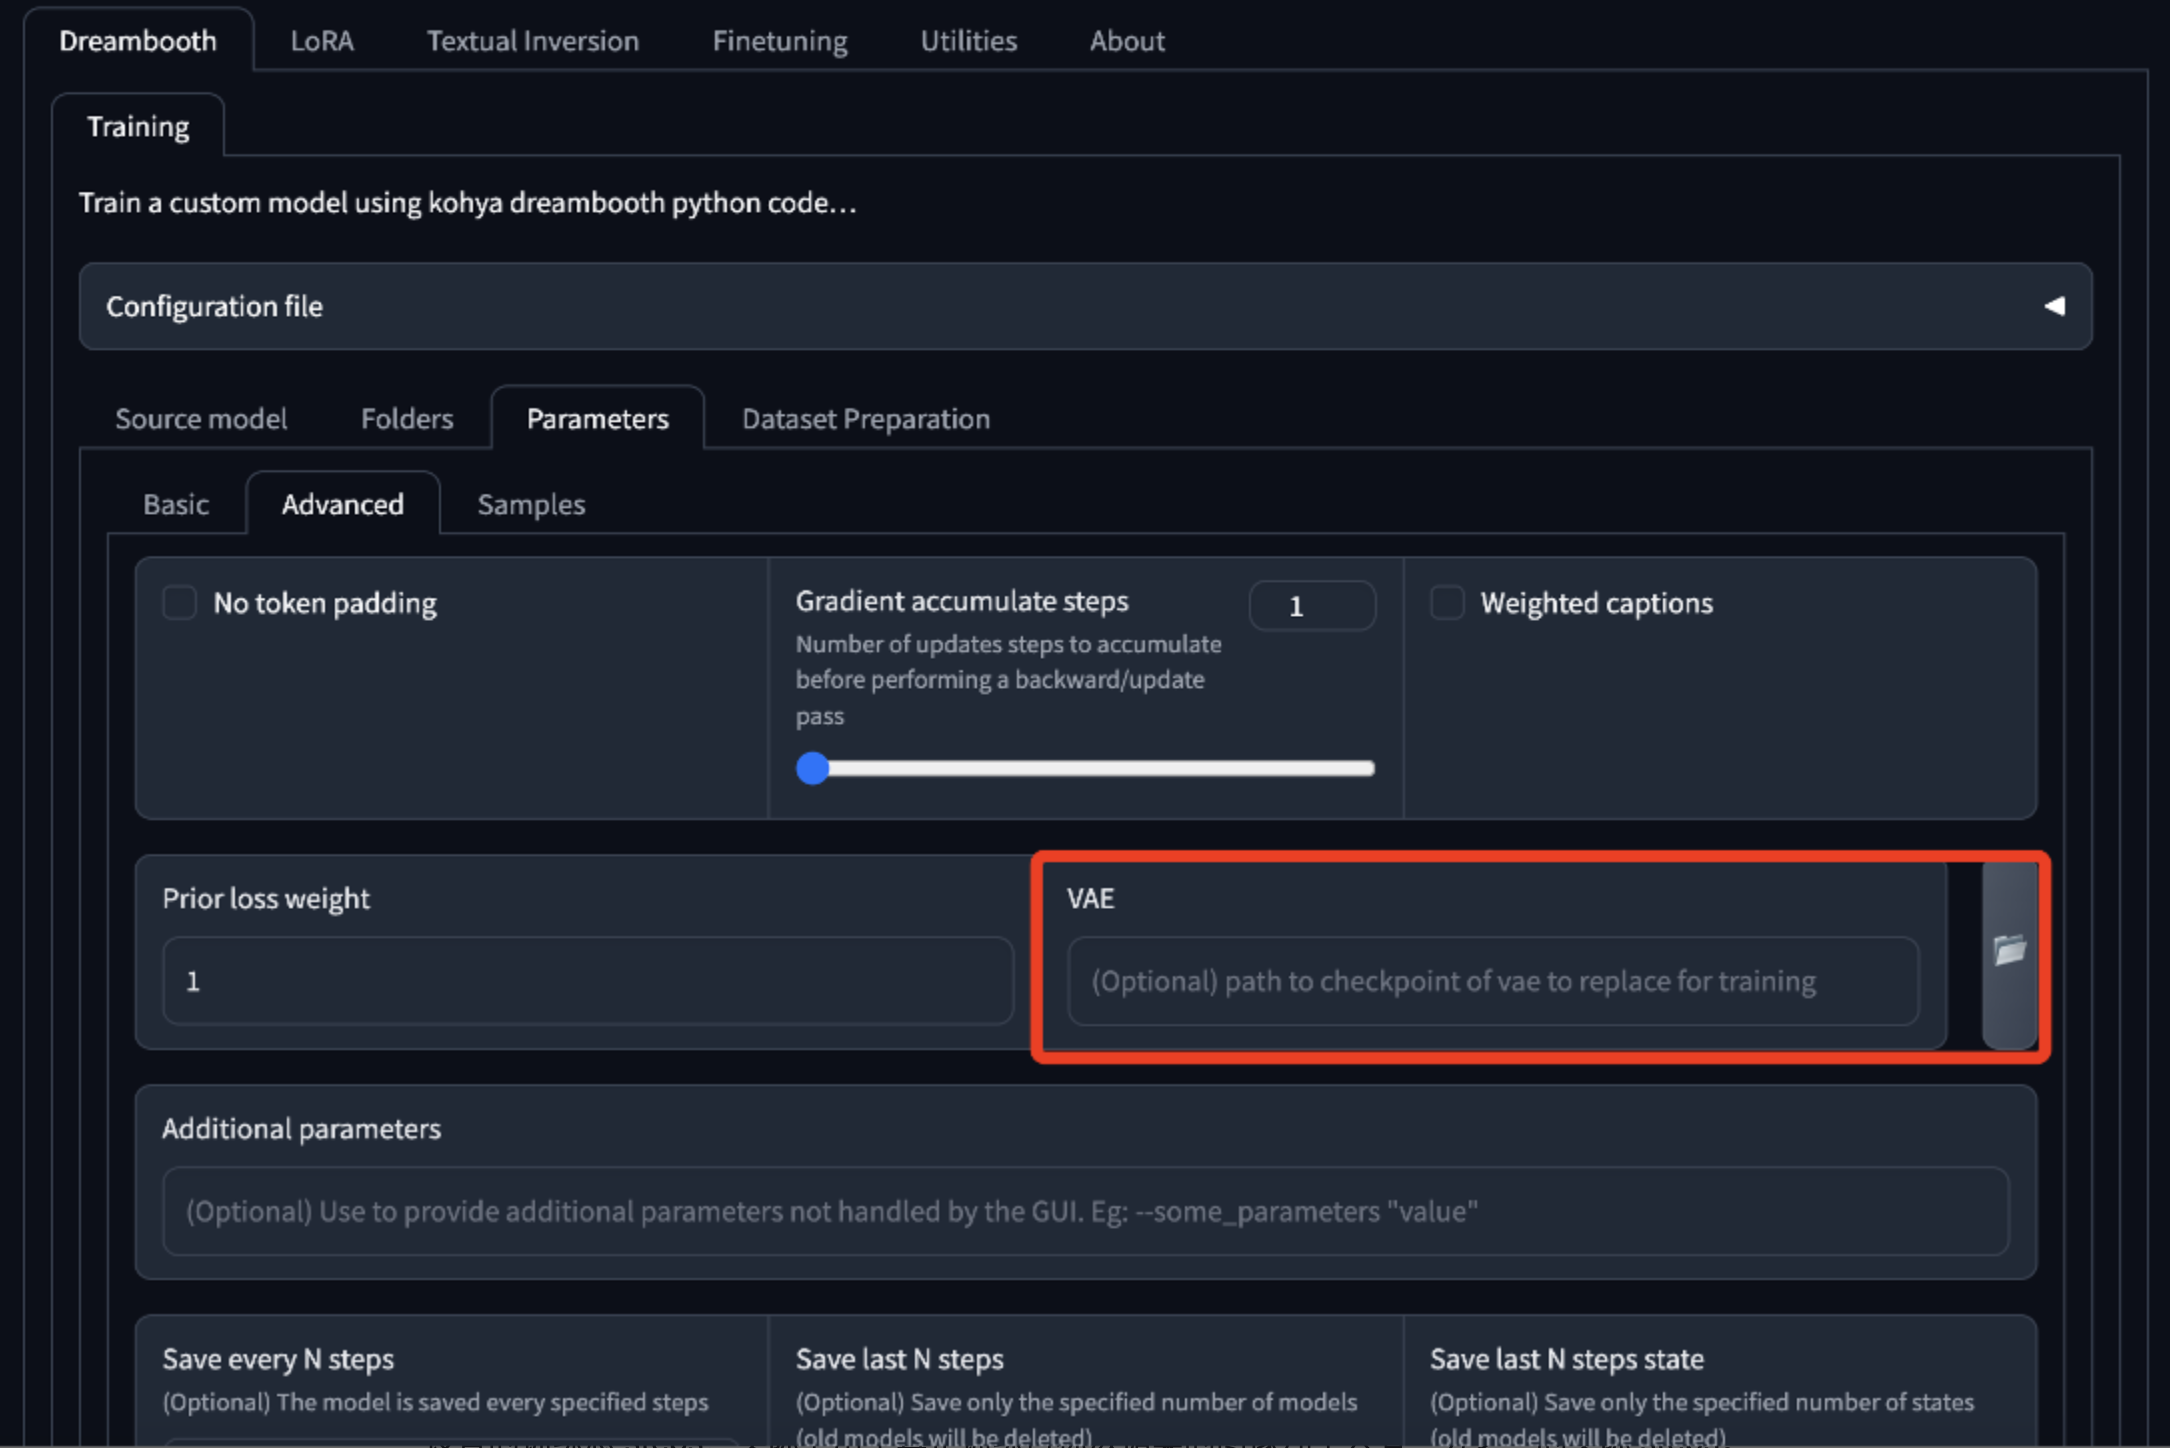 Dreambooth LoRA Textual Inversion Finetuning Utilities About
Training
Train a custom model using kohya dreambooth python code...
Configuration file
Source model Folders Parameters Dataset Preparation
Basic Advanced Samples
No token padding
Gradient accumulate steps 1
Number of updates steps to accumulate
before performing a backward/update
pass
Weighted captions
Prior loss weight
1
VAE
(Optional) path to checkpoint of vae to replace for training
Additional parameters
(Optional) Use to provide additional parameters not handled by the GUI. Eg: --some_parameters "value"
Save every N steps
(Optional) The model is saved every specified steps
Save last N steps
(Optional) Save only the specified number of models
(old models will be deleted)
Save last N steps state
(Optional) Save only the specified number of states
(old models will be deleted)